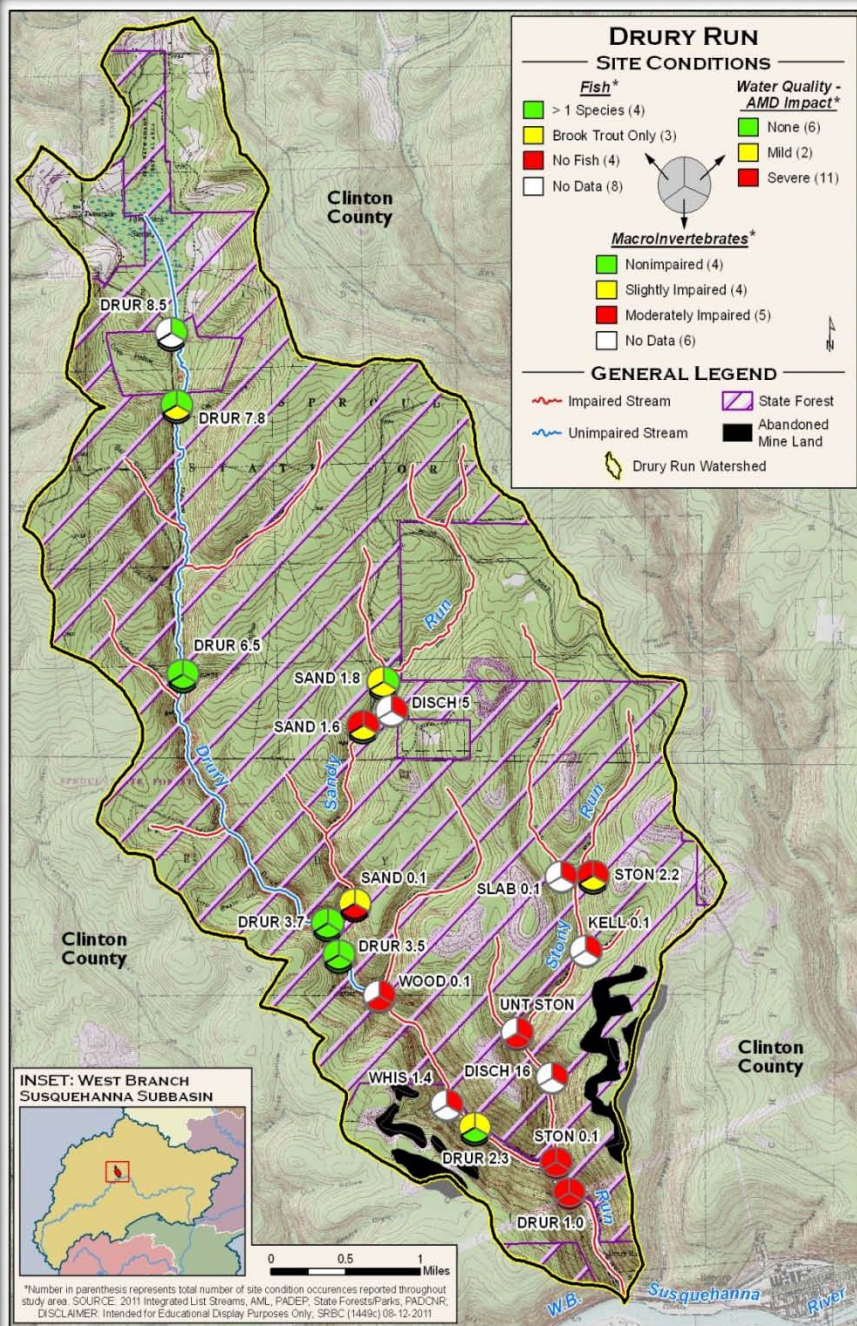 DRURY RUN
SITE CONDITIONS
Fish*
> 1 Species (4)
Brook Trout Only (3)
No Fish (4)
No Data (8)
Water Quality -
AMD Impact*
None (6)
Mild (2)
Severe (11)
MacroInvertebrates*
Nonimpaired (4)
Slightly Impaired (4)
Moderately Impaired (5)
No Data (6)
N
GENERAL LEGEND
Impaired Stream
State Forest
Unimpaired Stream
Abandoned
Mine Land
Drury Run Watershed
Clinton
County
DRUR 8.5
DRUR 7.8
DRUR 6.5
Run
SAND 1.8
DISCH 5
SAND 1.6
Drury
Sandy
Run
SLAB 0.1
STON 2.2
SAND 0.1
DRUR 3.7
DRUR 3.5
KELL 0.1
Stony
Clinton
County
WOOD 0.1
UNT STON
Clinton
County
DISCH 16
WHIS 1.4
DRUR 2.3
STON 0.1
DRUR 1.0
Run
INSET: WEST BRANCH
SUSQUEHANNA SUBBASIN
0 0.5 1
Miles
W.B. Susquehanna River
*Number in parenthesis represents total number of site condition occurences reported throughout
study area. SOURCE: 2011 Integrated List Streams, AML, PADEP; State Forests/Parks, PADCNR;
DISCLAIMER: Intended for Educational Display Purposes Only; SRBC (1449c) 08-12-2011